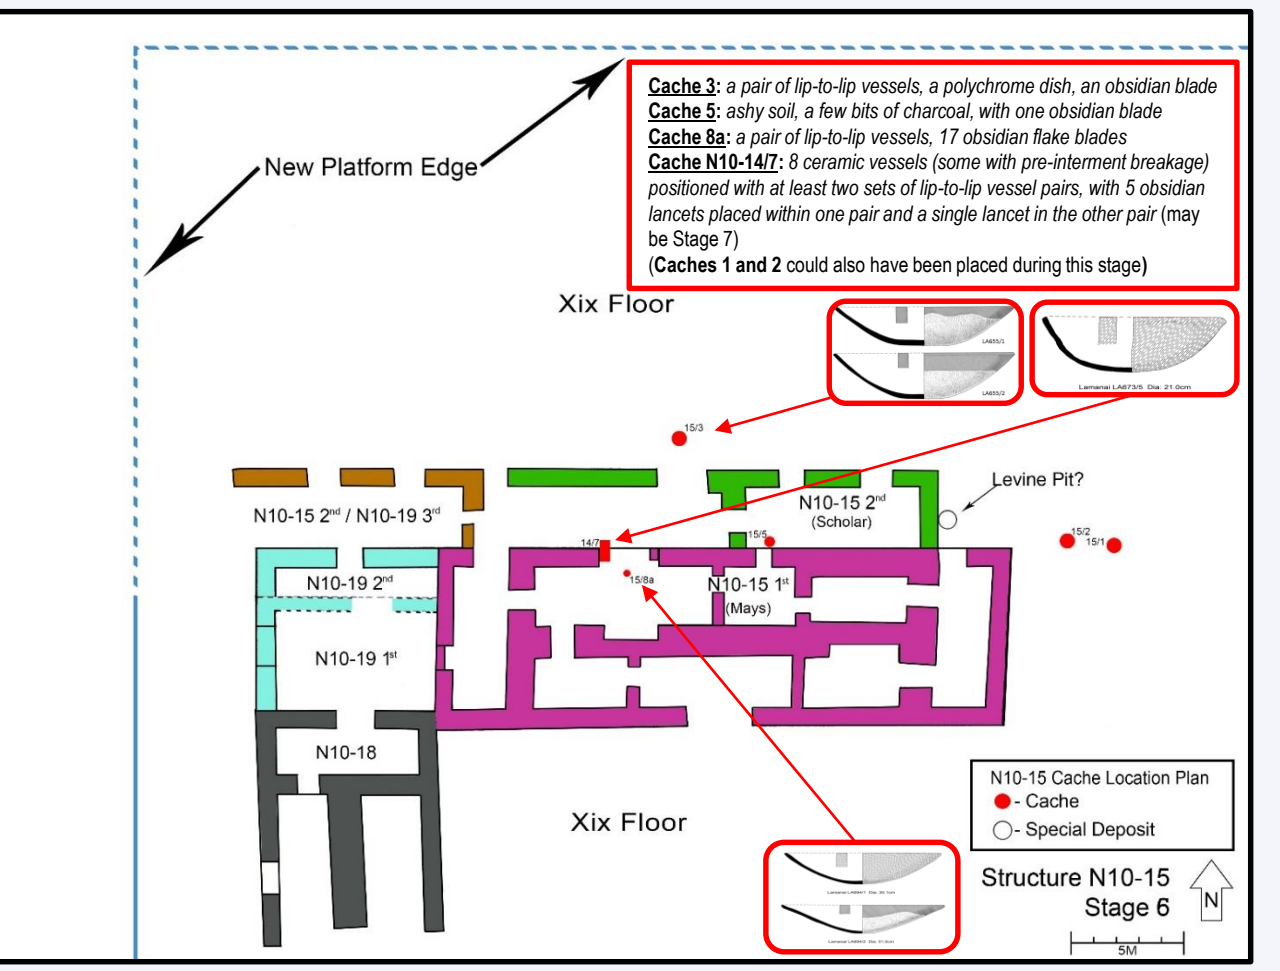 Cache 3: a pair of lip-to-lip vessels, a polychrome dish, an obsidian blade
Cache 5: ashy soil, a few bits of charcoal, with one obsidian blade
Cache 8a: a pair of lip-to-lip vessels, 17 obsidian flake blades
Cache N10-14/7: 8 ceramic vessels (some with pre-interment breakage)
positioned with at least two sets of lip-to-lip vessel pairs, with 5 obsidian
lancets placed within one pair and a single lancet in the other pair (may
be Stage 7)
(Caches 1 and 2 could also have been placed during this stage)
New Platform Edge
Xix Floor
LA655/1
LA655/2
Lamanai LA673/5 Dia: 21.0cm
15/3
Levine Pit?
N10-15 2nd / N10-19 3rd
N10-15 2nd
(Scholar)
15/2
15/1
14/7
15/5
15/8a
N10-19 2nd
N10-15 1st
(Mays)
N10-19 1st
N10-18
Xix Floor
N10-15 Cache Location Plan
- Cache
- Special Deposit
Structure N10-15
Stage 6
N
5M